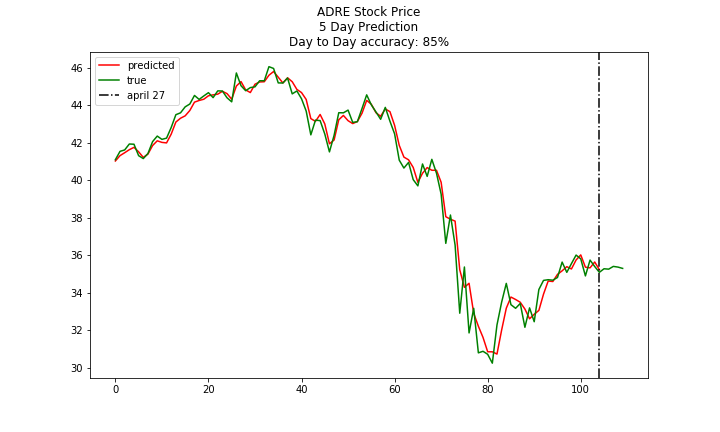 ADRE Stock Price
5 Day Prediction
Day to Day accuracy: 85%
predicted
true
april 27
46
44
42
40
38
36
34
32
30
0
20
40
60
80
100